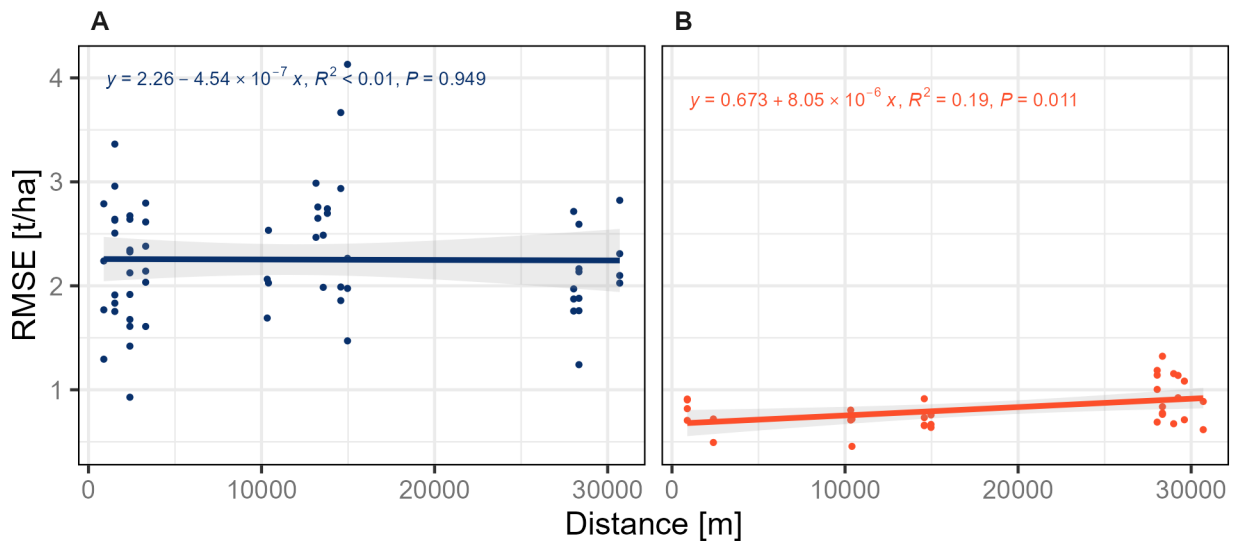 A
B
y = 2.26 − 4.54 × 10⁻⁷ x, R² < 0.01, P = 0.949
y = 0.673 + 8.05 × 10⁻⁶ x, R² = 0.19, P = 0.011
RMSE [t/ha]
4
3
2
1
0 10000 20000 30000
0 10000 20000 30000
Distance [m]